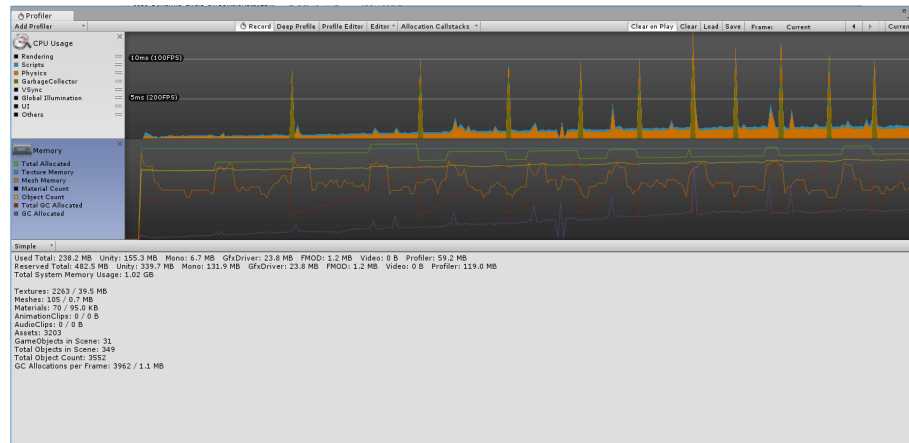 Profiler
Add Profiler Record Deep Profile Profile Editor Editor Allocation Callstacks Clear on Play Clear Load Save Frame: Current Curren
CPU Usage
Rendering
Scripts
Physics
GarbageCollector
VSync
Global Illumination
UI
Others
10ms (100FPS)
5ms (200FPS)
Memory
Total Allocated
Texture Memory
Mesh Memory
Material Count
Object Count
Total GC Allocated
GC Allocated
Simple
Used Total: 238.2 MB Unity: 155.3 MB Mono: 6.7 MB GfxDriver: 23.8 MB FMOD: 1.2 MB Video: 0 B Profiler: 59.2 MB
Reserved Total: 482.5 MB Unity: 339.7 MB Mono: 131.9 MB GfxDriver: 23.8 MB FMOD: 1.2 MB Video: 0 B Profiler: 119.0 MB
Total System Memory Usage: 1.02 GB
Textures: 2263 / 39.5 MB
Meshes: 105 / 0.7 MB
Materials: 70 / 95.0 KB
AnimationClips: 0 / 0 B
AudioClips: 0 / 0 B
Assets: 3203
GameObjects in Scene: 31
Total Objects in Scene: 349
Total Object Count: 3552
GC Allocations per Frame: 3962 / 1.1 MB